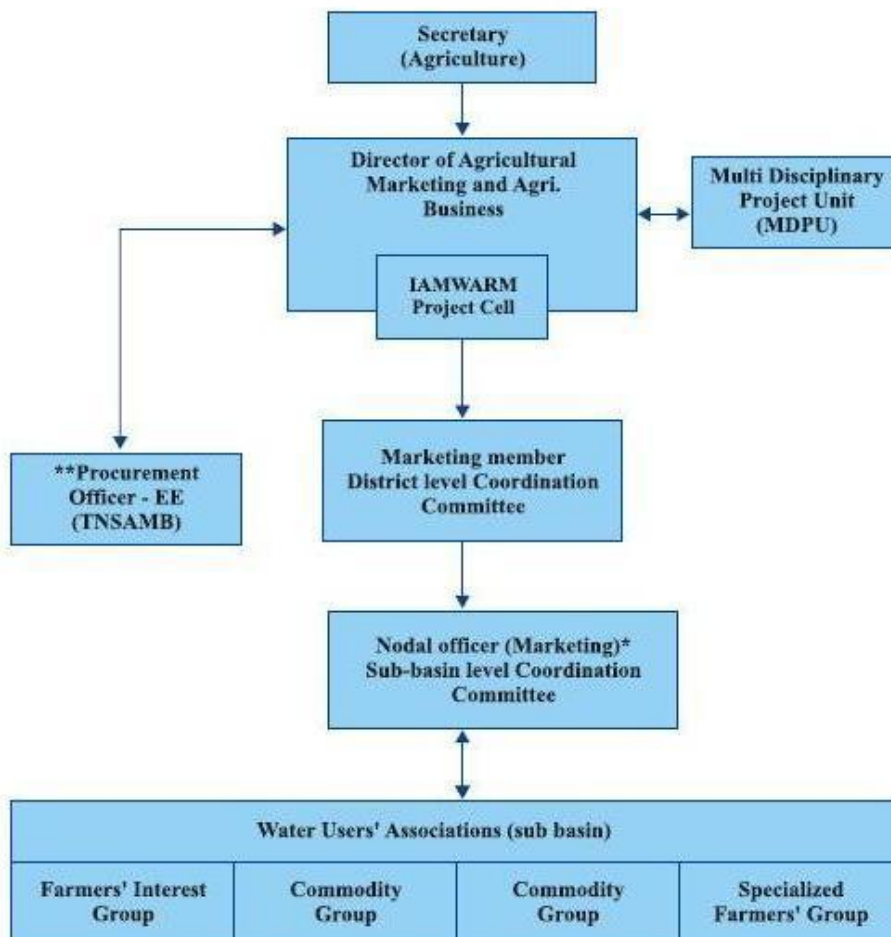 Secretary
(Agriculture)
Director of Agricultural
Marketing and Agri.
Business
Multi Disciplinary
Project Unit
(MDPU)
IAMWARM
Project Cell
**Procurement
Officer - EE
(TNSAMB)
Marketing member
District level Coordination
Committee
Nodal officer (Marketing)*
Sub-basin level Coordination
Committee
Water Users' Associations (sub basin)
Farmers' Interest
Group
Commodity
Group
Commodity
Group
Specialized
Farmers' Group